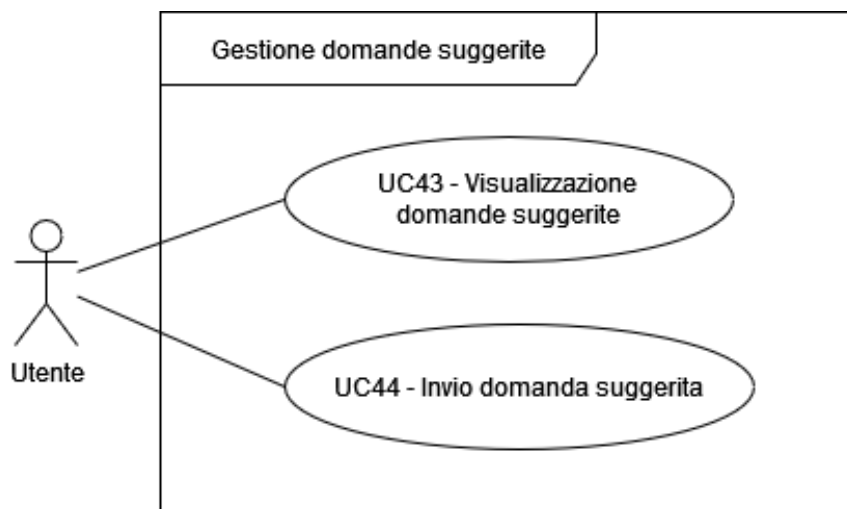 Gestione domande suggerite
UC43 - Visualizzazione
domande suggerite
Utente
UC44 - Invio domanda suggerita